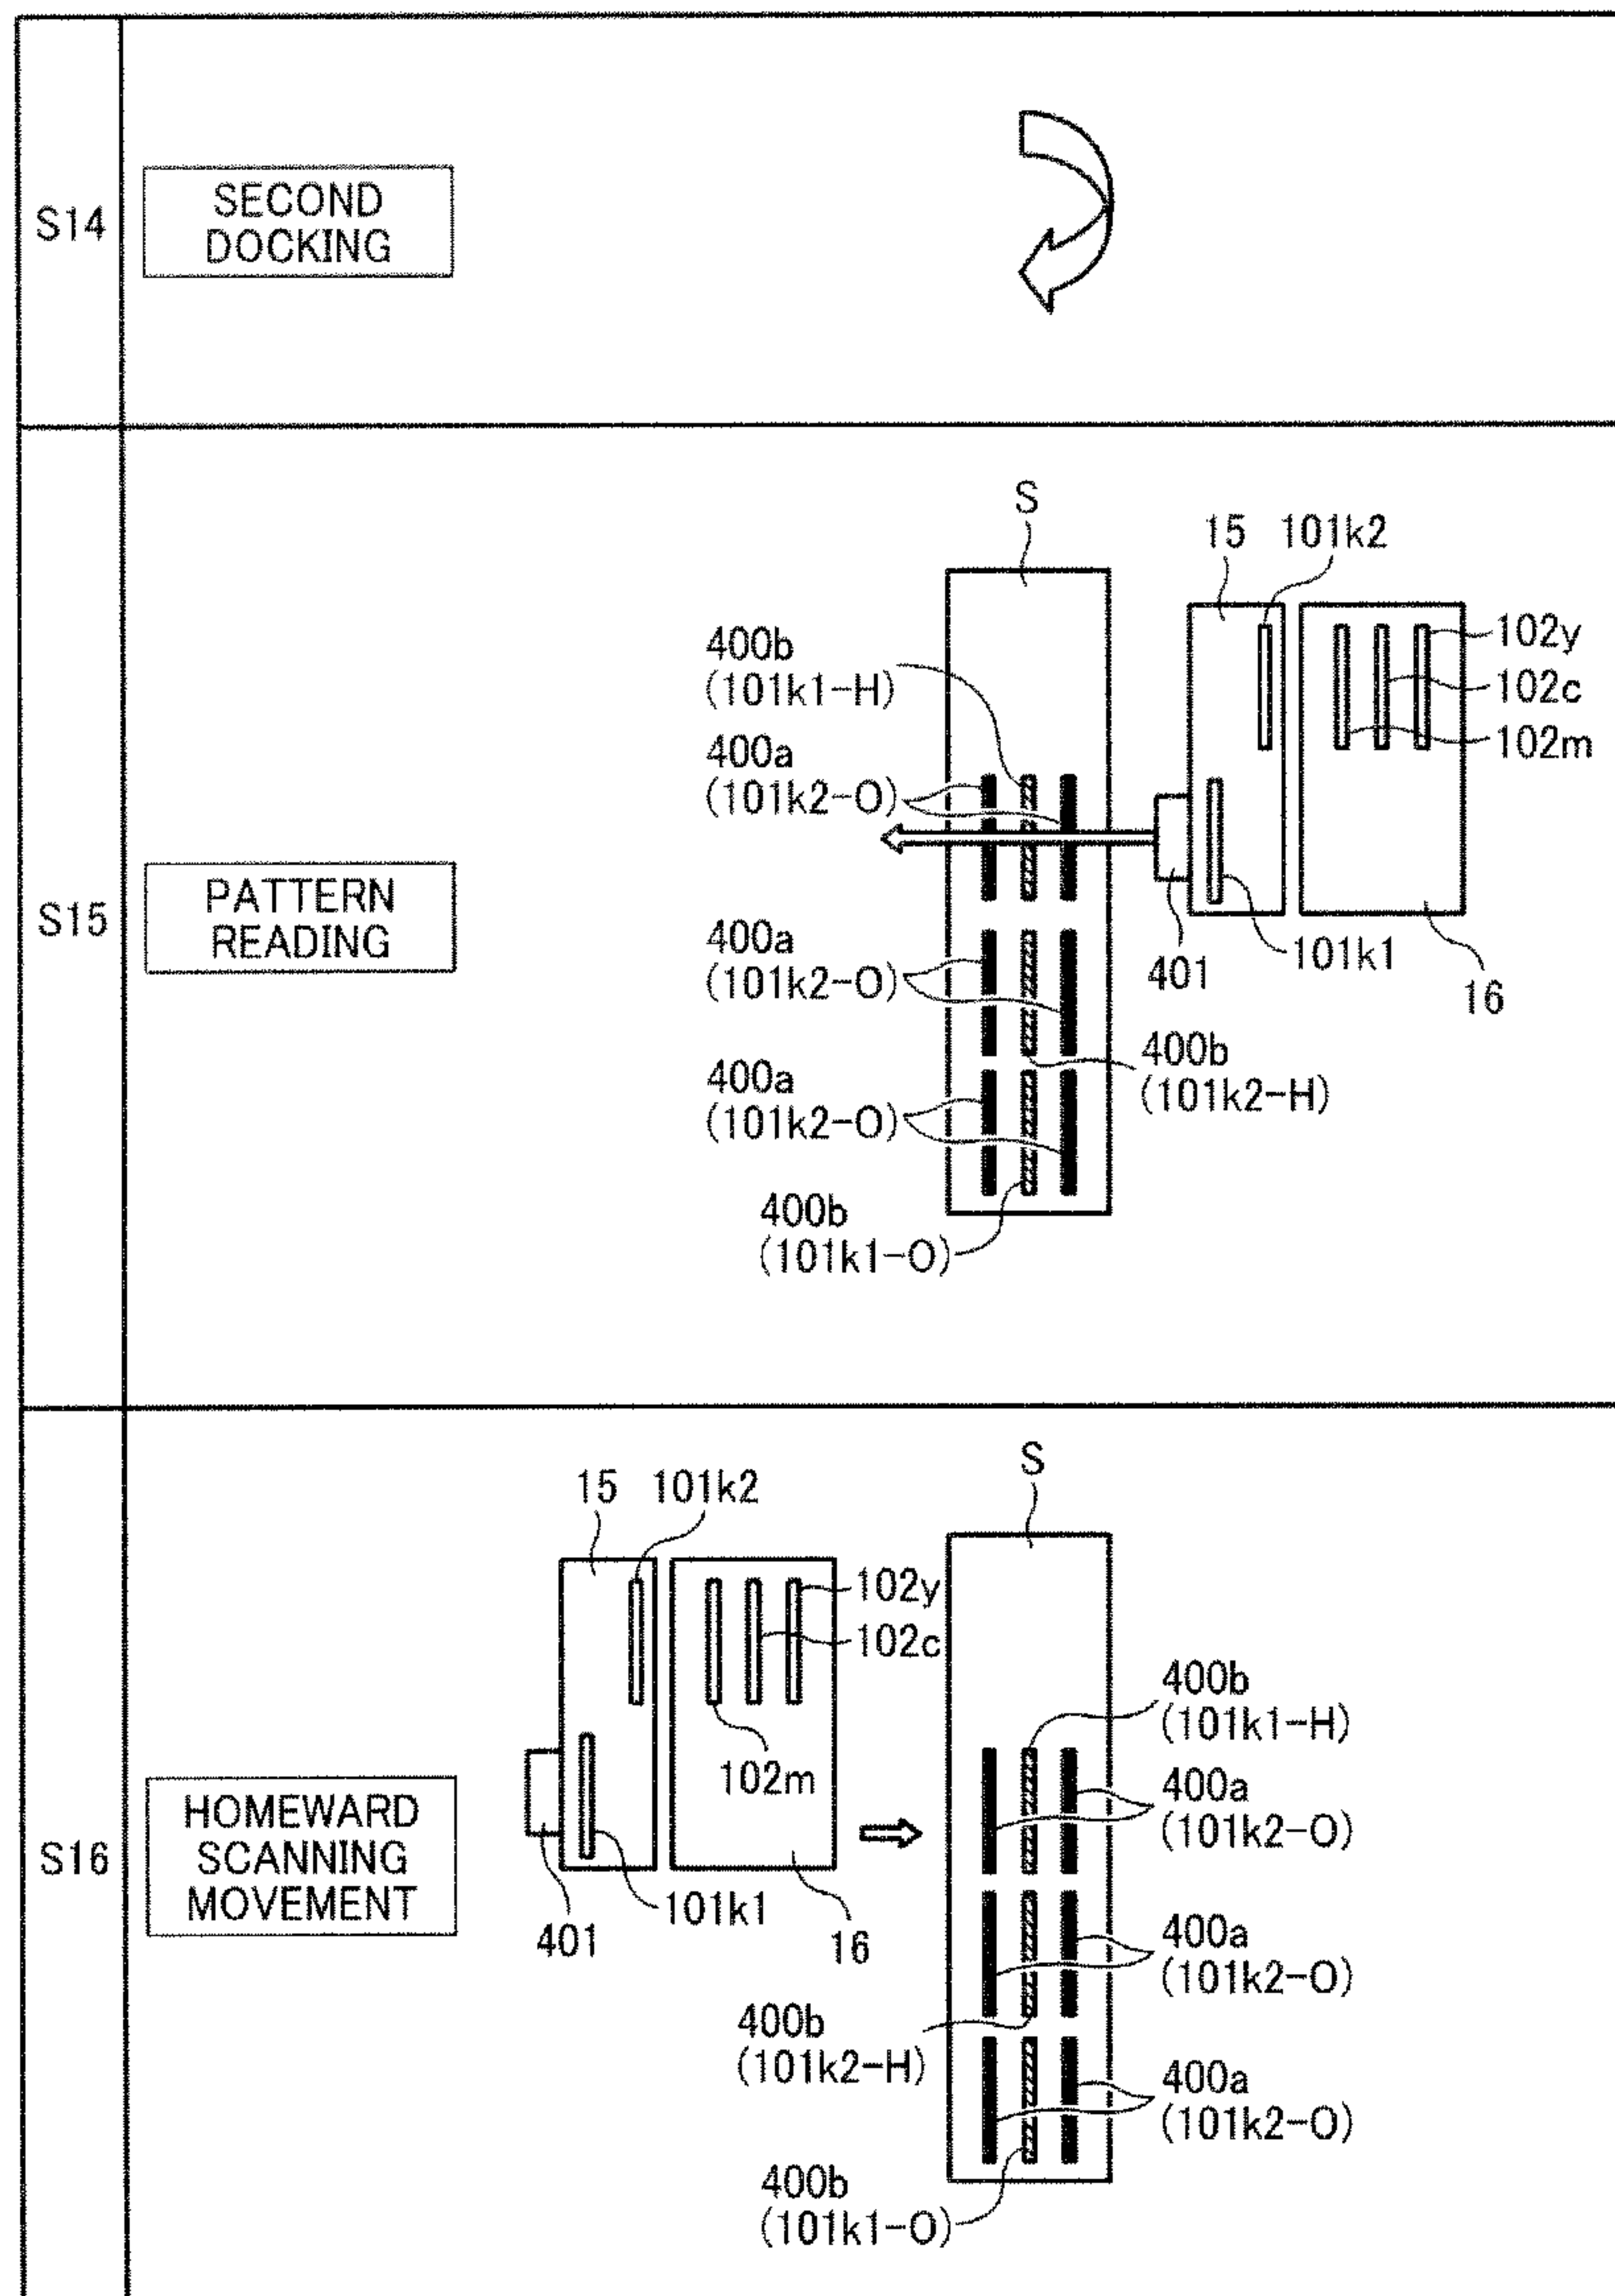 S14
SECOND
DOCKING
S15
PATTERN
READING
S
15
101k2
400b
(101k1-H)
102y
102c
400a
(101k2-O)
102m
400a
(101k2-O)
401
101k1
16
400a
(101k2-O)
400b
(101k2-H)
400b
(101k1-O)
S16
HOMEWARD
SCANNING
MOVEMENT
15
101k2
S
102y
102c
400b
(101k1-H)
102m
400a
(101k2-O)
401
101k1
16
400a
(101k2-O)
400b
(101k2-H)
400a
(101k2-O)
400b
(101k1-O)